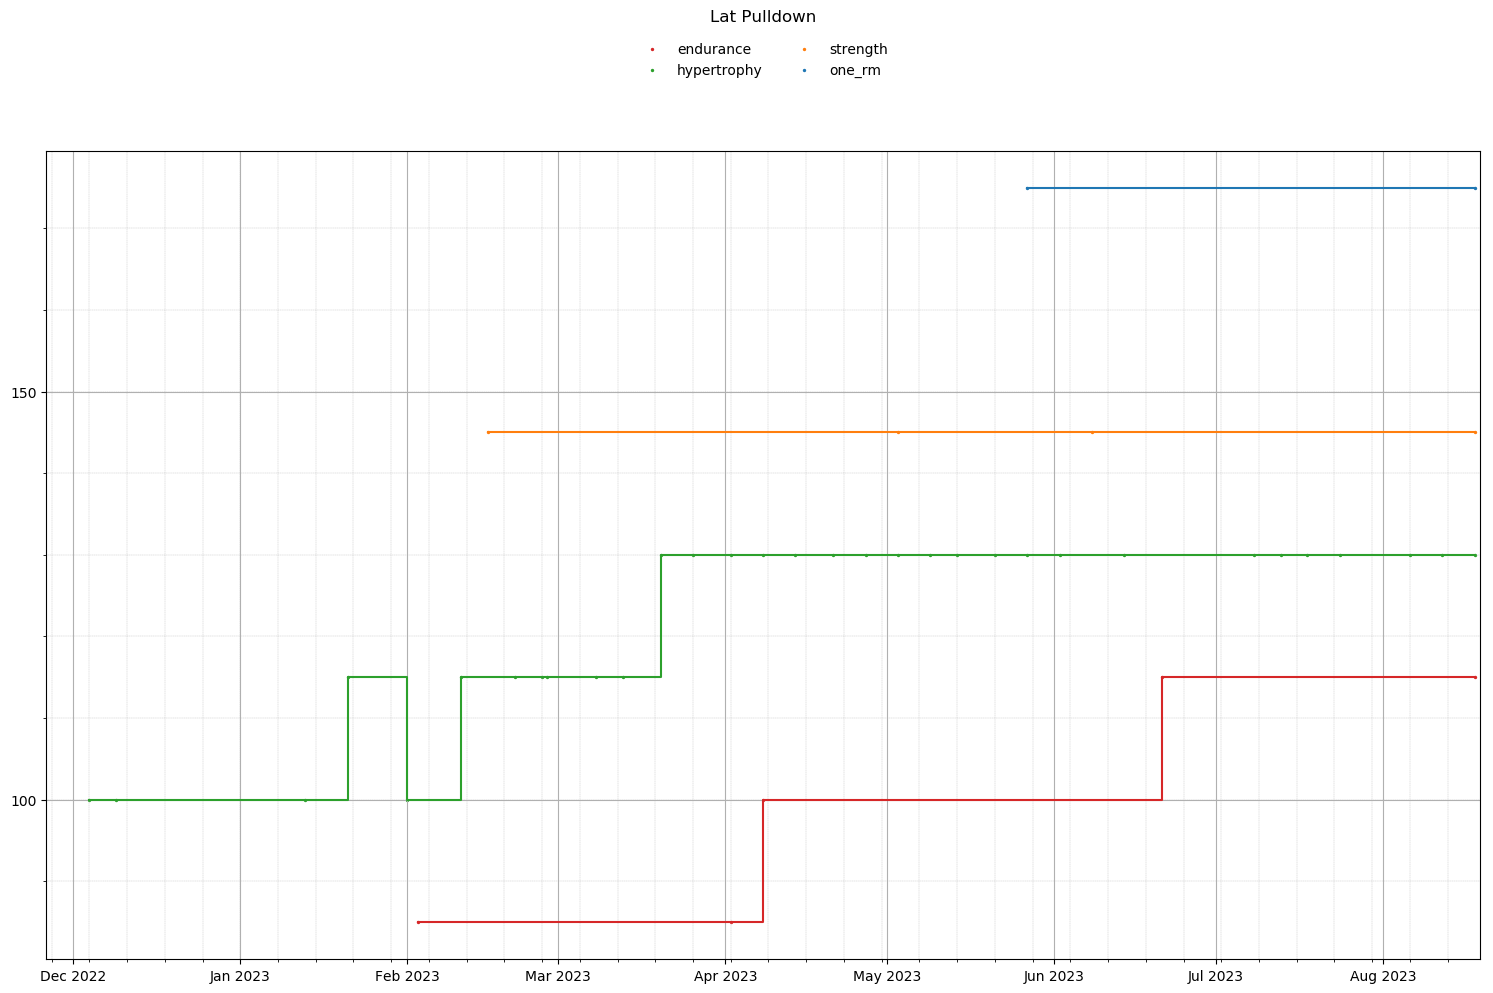 Lat Pulldown
endurance strength
hypertrophy one_rm
150
100
Dec 2022 Jan 2023 Feb 2023 Mar 2023 Apr 2023 May 2023 Jun 2023 Jul 2023 Aug 2023